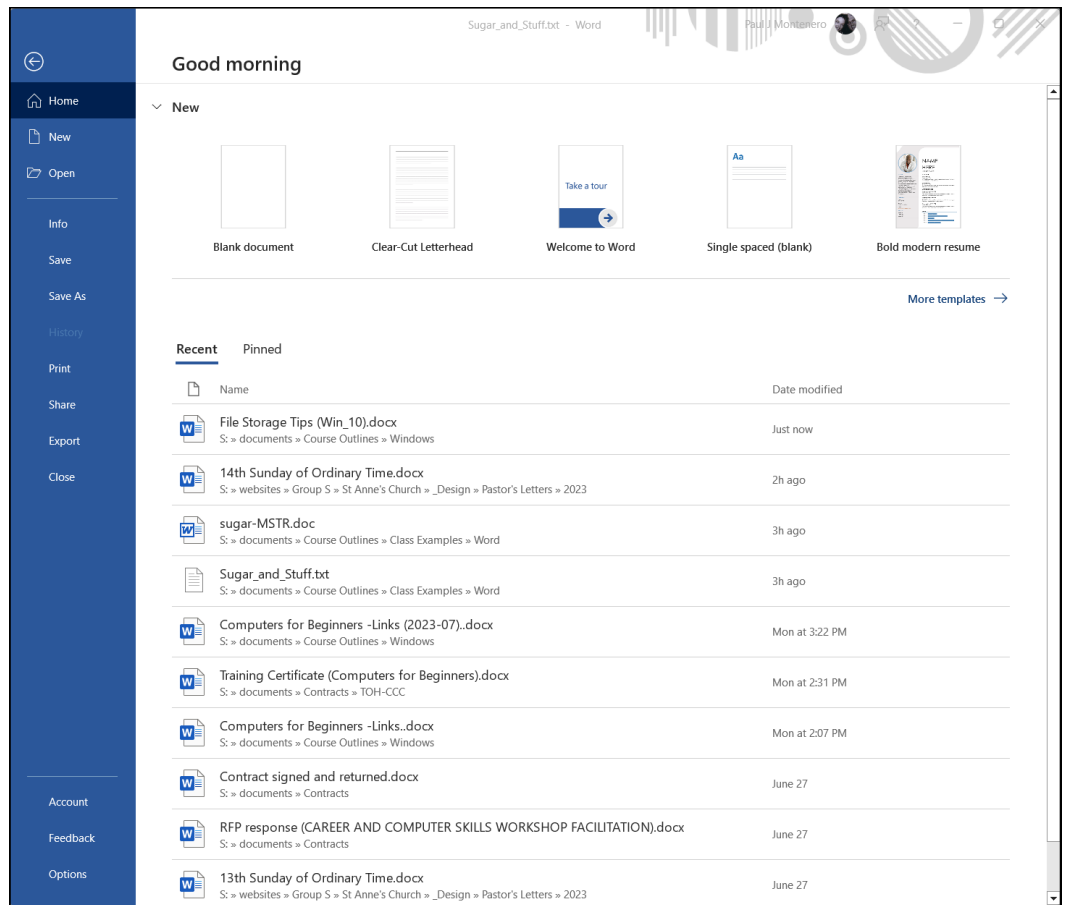 Sugar_and_Stuff.txt - Word
Paul J Montenero
?
Good morning
Home
New
Open
Info
Save
Save As
History
Print
Share
Export
Close
Account
Feedback
Options
New
Aa
Take a tour
NAME
HERE
Blank document
Clear-Cut Letterhead
Welcome to Word
Single spaced (blank)
Bold modern resume
More templates
Recent
Pinned
Name
Date modified
File Storage Tips (Win_10).docx
Just now
S: » documents » Course Outlines » Windows
14th Sunday of Ordinary Time.docx
2h ago
S: » websites » Group S » St Anne's Church » _Design » Pastor's Letters » 2023
sugar-MSTR.doc
3h ago
S: » documents » Course Outlines » Class Examples » Word
Sugar_and_Stuff.txt
3h ago
S: » documents » Course Outlines » Class Examples » Word
Computers for Beginners -Links (2023-07)..docx
Mon at 3:22 PM
S: » documents » Course Outlines » Windows
Training Certificate (Computers for Beginners).docx
Mon at 2:31 PM
S: » documents » Contracts » TOH-CCC
Computers for Beginners -Links..docx
Mon at 2:07 PM
S: » documents » Course Outlines » Windows
Contract signed and returned.docx
June 27
S: » documents » Contracts
RFP response (CAREER AND COMPUTER SKILLS WORKSHOP FACILITATION).docx
June 27
S: » documents » Contracts
13th Sunday of Ordinary Time.docx
June 27
S: » websites » Group S » St Anne's Church » _Design » Pastor's Letters » 2023